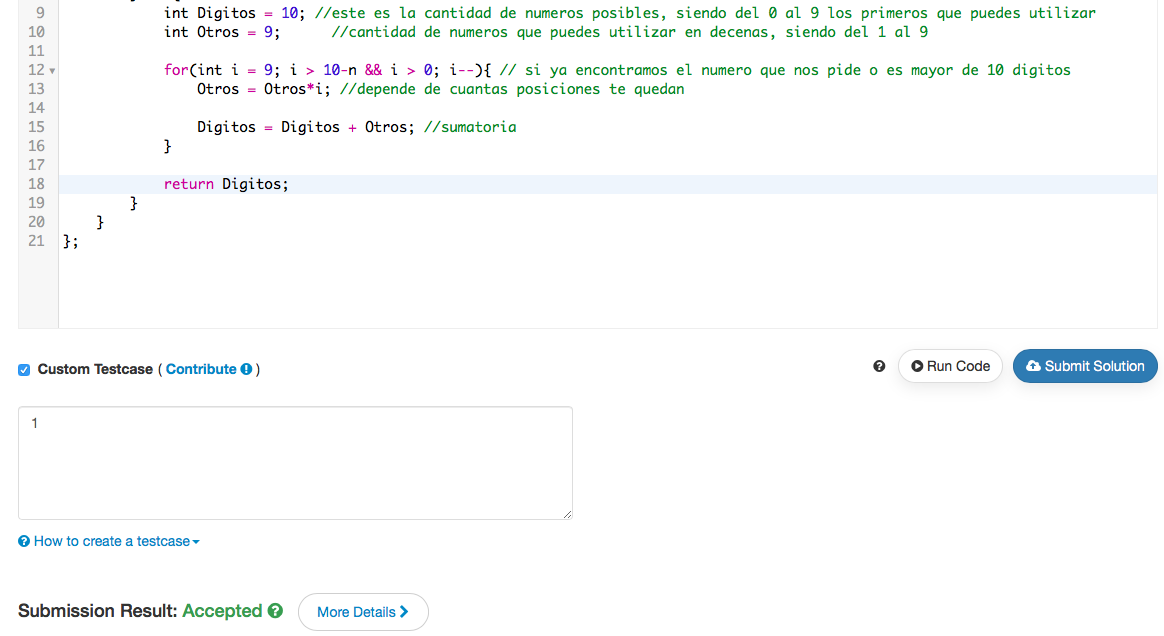 9 int Digitos = 10; //este es la cantidad de numeros posibles, siendo del 0 al 9 los primeros que puedes utilizar
10 int Otros = 9; //cantidad de numeros que puedes utilizar en decenas, siendo del 1 al 9
11
12 for(int i = 9; i > 10-n && i > 0; i--){ // si ya encontramos el numero que nos pide o es mayor de 10 digitos
13 Otros = Otros*i; //depende de cuantas posiciones te quedan
14
15 Digitos = Digitos + Otros; //sumatoria
16 }
17
18 return Digitos;
19 }
20 }
21 };
Custom Testcase ( Contribute )
Run Code
Submit Solution
1
How to create a testcase
Submission Result: Accepted
More Details